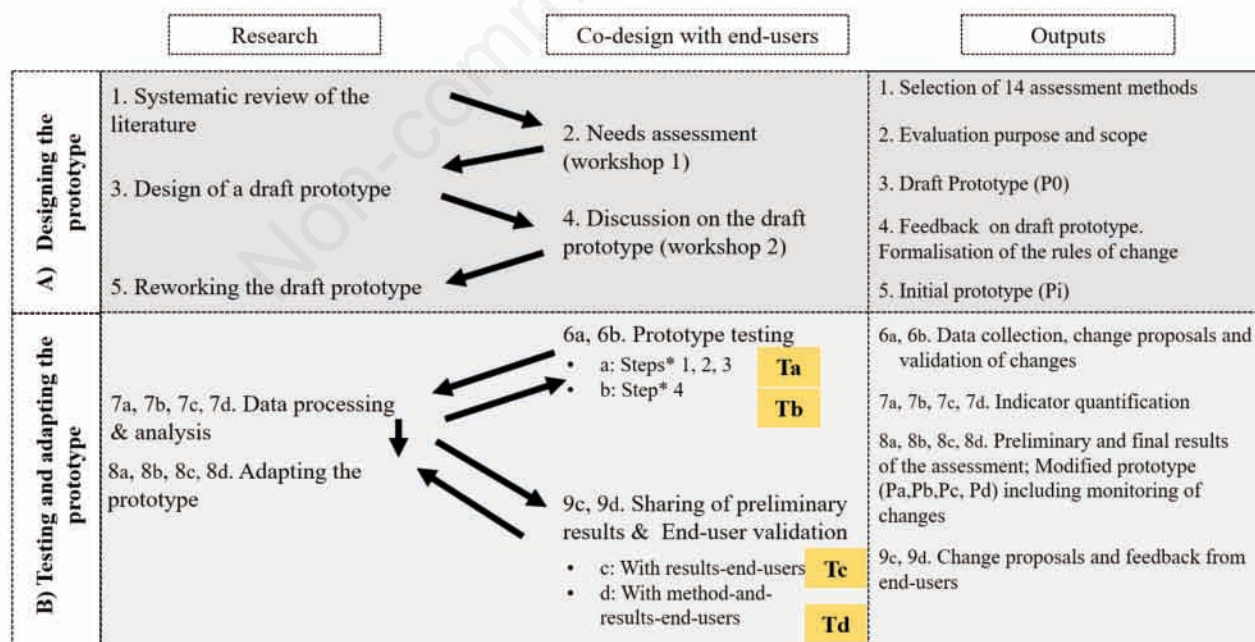 Research
Co-design with end-users
Outputs
A) Designing the
prototype
1. Systematic review of the
literature
2. Needs assessment
(workshop 1)
3. Design of a draft prototype
4. Discussion on the draft
prototype (workshop 2)
5. Reworking the draft prototype
1. Selection of 14 assessment methods
2. Evaluation purpose and scope
3. Draft Prototype (P0)
4. Feedback on draft prototype.
Formalisation of the rules of change
5. Initial prototype (Pi)
B) Testing and adapting the
prototype
6a, 6b. Prototype testing
• a: Steps* 1, 2, 3
Ta
• b: Step* 4
Tb
7a, 7b, 7c, 7d. Data processing
& analysis
8a, 8b, 8c, 8d. Adapting the
prototype
9c, 9d. Sharing of preliminary
results & End-user validation
• c: With results-end-users
Tc
• d: With method-and-
results-end-users
Td
6a, 6b. Data collection, change proposals and
validation of changes
7a, 7b, 7c, 7d. Indicator quantification
8a, 8b, 8c, 8d. Preliminary and final results
of the assessment; Modified prototype
(Pa,Pb,Pc, Pd) including monitoring of
changes
9c, 9d. Change proposals and feedback from
end-users
Non-comm